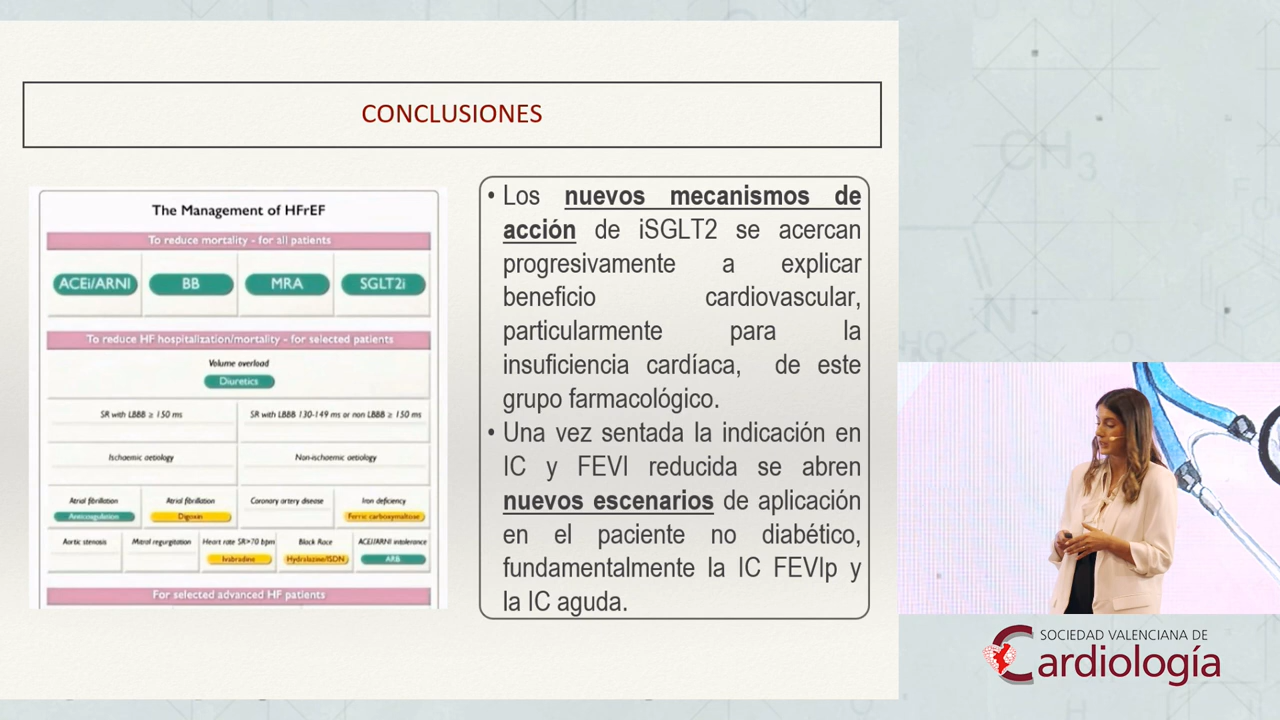 CONCLUSIONES
The Management of HFrEF
To reduce mortality - for all patients
ACEi/ARNI BB MRA SGLT2i
To reduce HF hospitalization/mortality - for selected patients
Volume overload
Diuretics
SR with LBBB ≥ 150 ms SR with LBBB 130-149 ms or non LBBB ≥ 150 ms
Ischaemic aetiology Non-ischaemic aetiology
Atrial fibrillation Atrial fibrillation Coronary artery disease Iron deficiency
Anticoagulation Digoxin Ferric carboxymaltose
Aortic stenosis Mitral regurgitation Heart rate SR>70 bpm Black Race ACEI/ARNI intolerance
Ivabradine Hydralazine/ISDN ARB
For selected advanced HF patients
• Los nuevos mecanismos de
acción de iSGLT2 se acercan
progresivamente a explicar
beneficio cardiovascular,
particularmente para la
insuficiencia cardíaca, de este
grupo farmacológico.
• Una vez sentada la indicación en
IC y FEVI reducida se abren
nuevos escenarios de aplicación
en el paciente no diabético,
fundamentalmente la IC FEVIp y
la IC aguda.
CH3
N
HO
O
F
SOCIEDAD VALENCIANA DE
Cardiología